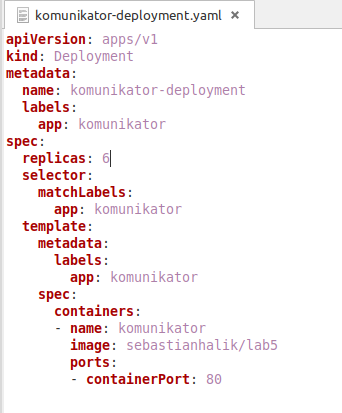 komunikator-deployment.yaml ×
apiVersion: apps/v1
kind: Deployment
metadata:
  name: komunikator-deployment
  labels:
    app: komunikator
spec:
  replicas: 6
  selector:
    matchLabels:
      app: komunikator
  template:
    metadata:
      labels:
        app: komunikator
    spec:
      containers:
      - name: komunikator
        image: sebastianhalik/lab5
        ports:
        - containerPort: 80